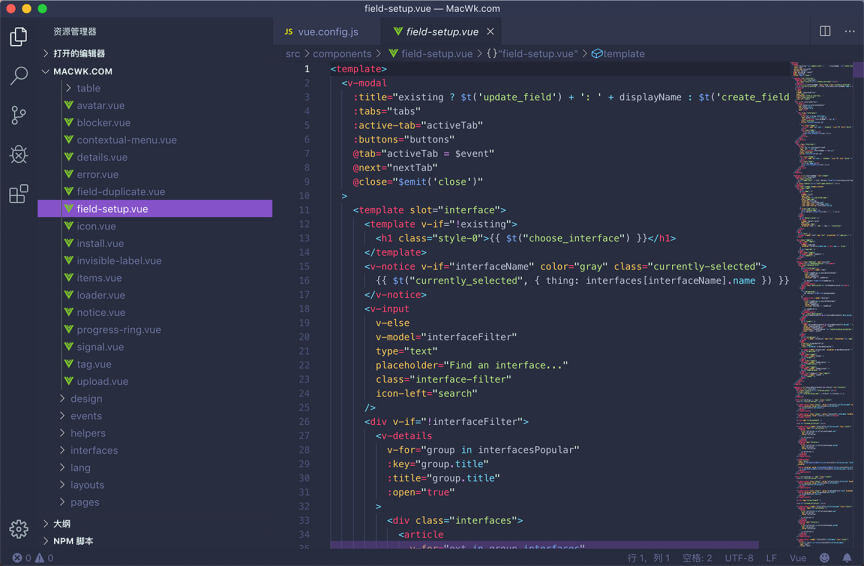 field-setup.vue — MacWk.com
资源管理器
JS vue.config.js
field-setup.vue
src > components > field-setup.vue > {} "field-setup.vue" > template
打开的编辑器
MACWK.COM
table
avatar.vue
blocker.vue
contextual-menu.vue
details.vue
error.vue
field-duplicate.vue
field-setup.vue
icon.vue
install.vue
invisible-label.vue
items.vue
loader.vue
notice.vue
progress-ring.vue
signal.vue
tag.vue
upload.vue
design
events
helpers
interfaces
lang
layouts
pages
大纲
NPM 脚本
1 <template>
2 <v-modal
3 :title="existing ? $t('update_field') + ': ' + displayName : $t('create_field
4 :tabs="tabs"
5 :active-tab="activeTab"
6 :buttons="buttons"
7 @tab="activeTab = $event"
8 @next="nextTab"
9 @close="$emit('close')"
10 >
11 <template slot="interface">
12 <template v-if="!existing">
13 <h1 class="style-0">{{ $t("choose_interface") }}</h1>
14 </template>
15 <v-notice v-if="interfaceName" color="gray" class="currently-selected">
16 {{ $t("currently_selected", { thing: interfaces[interfaceName].name }) }}
17 </v-notice>
18 <v-input
19 v-else
20 v-model="interfaceFilter"
21 type="text"
22 placeholder="Find an interface..."
23 class="interface-filter"
24 icon-left="search"
25 />
26 <div v-if="!interfaceFilter">
27 <v-details
28 v-for="group in interfacesPopular"
29 :key="group.title"
30 :title="group.title"
31 :open="true"
32 >
33 <div class="interfaces">
34 <article
35 v-for="ext in group.interfaces"
0 0
行 1，列 1 空格: 2 UTF-8 LF Vue